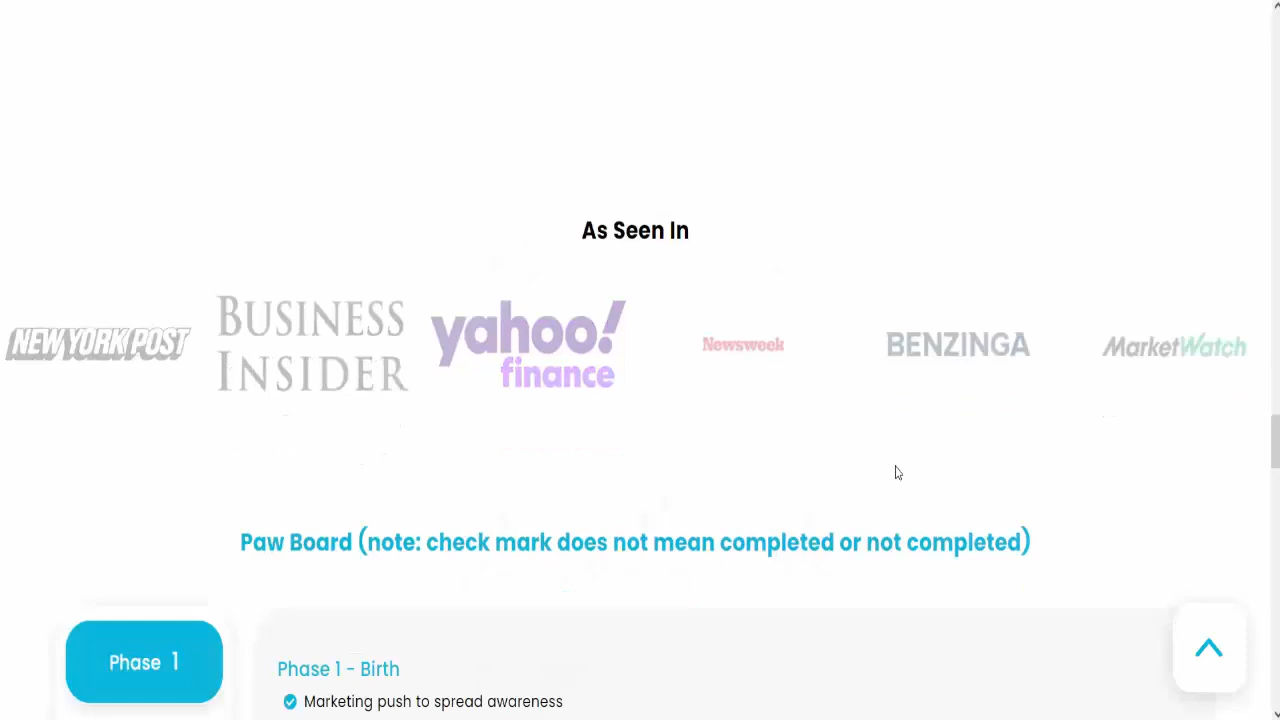 As Seen In
NEW YORK POST
BUSINESS
INSIDER
yahoo!
finance
Newsweek
BENZINGA
MarketWatch
Paw Board (note: check mark does not mean completed or not completed)
Phase 1
Phase 1 - Birth
Marketing push to spread awareness